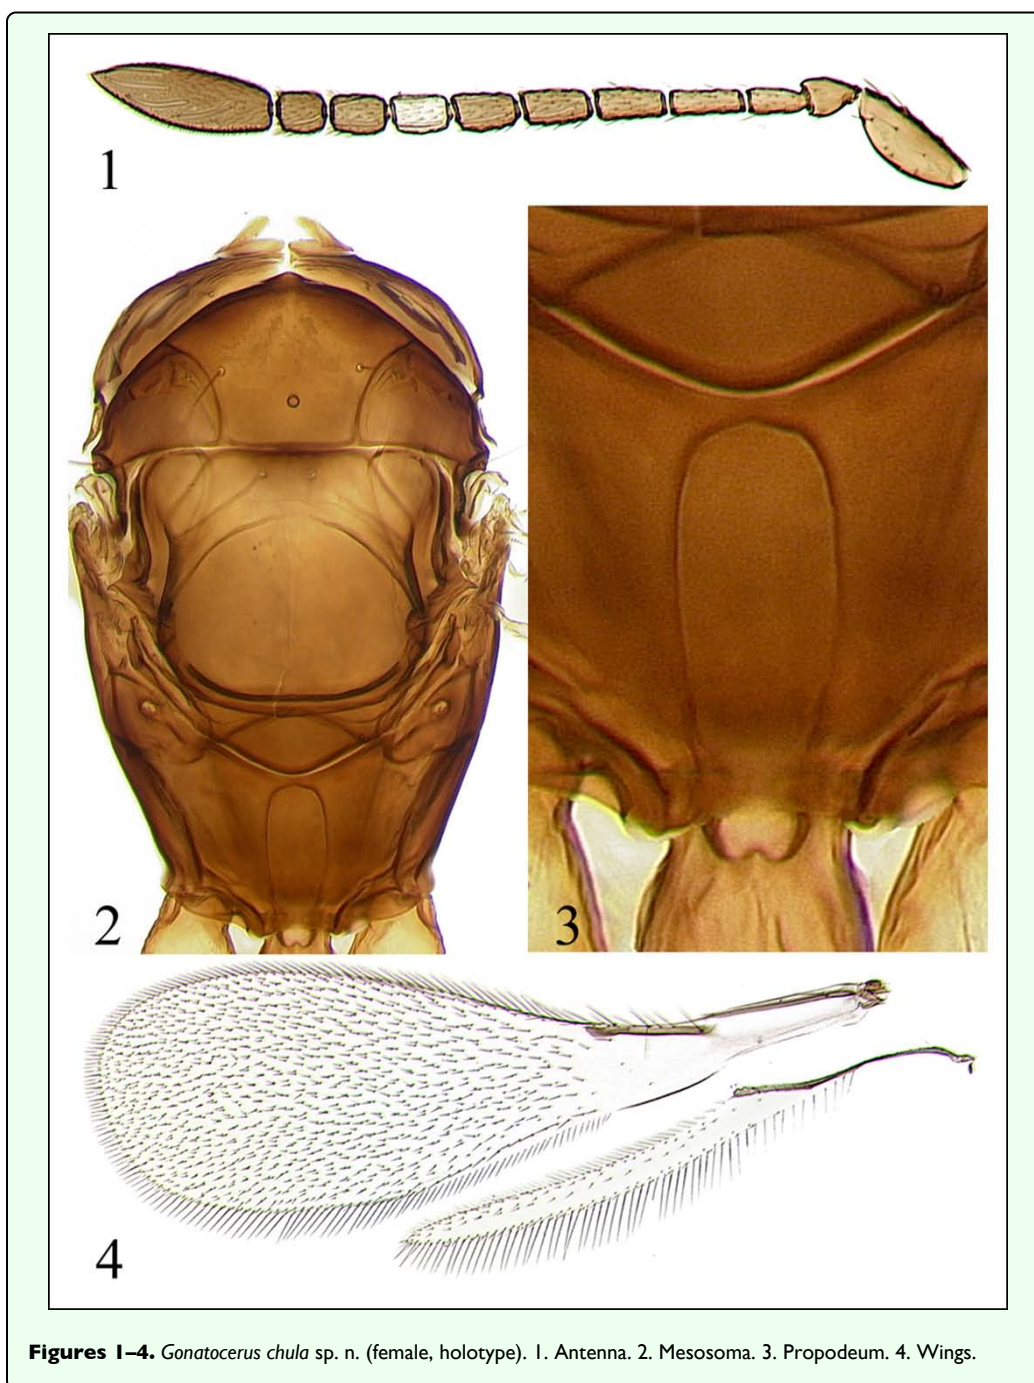 1
2
3
4
Figures 1–4. Gonatocerus chula sp. n. (female, holotype). 1. Antenna. 2. Mesosoma. 3. Propodeum. 4. Wings.